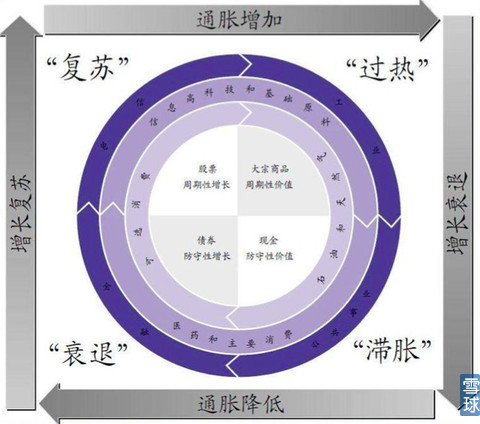 通胀增加
“复苏”
“过热”
电信
信息高科技和基础原料
工业
可选消费
石油和天然气
股票
周期性增长
大宗商品
周期性价值
债券
防守性增长
现金
防守性价值
增长复苏
增长衰退
金融
医药和主要消费
公共事业
“衰退”
“滞胀”
通胀降低
雪球